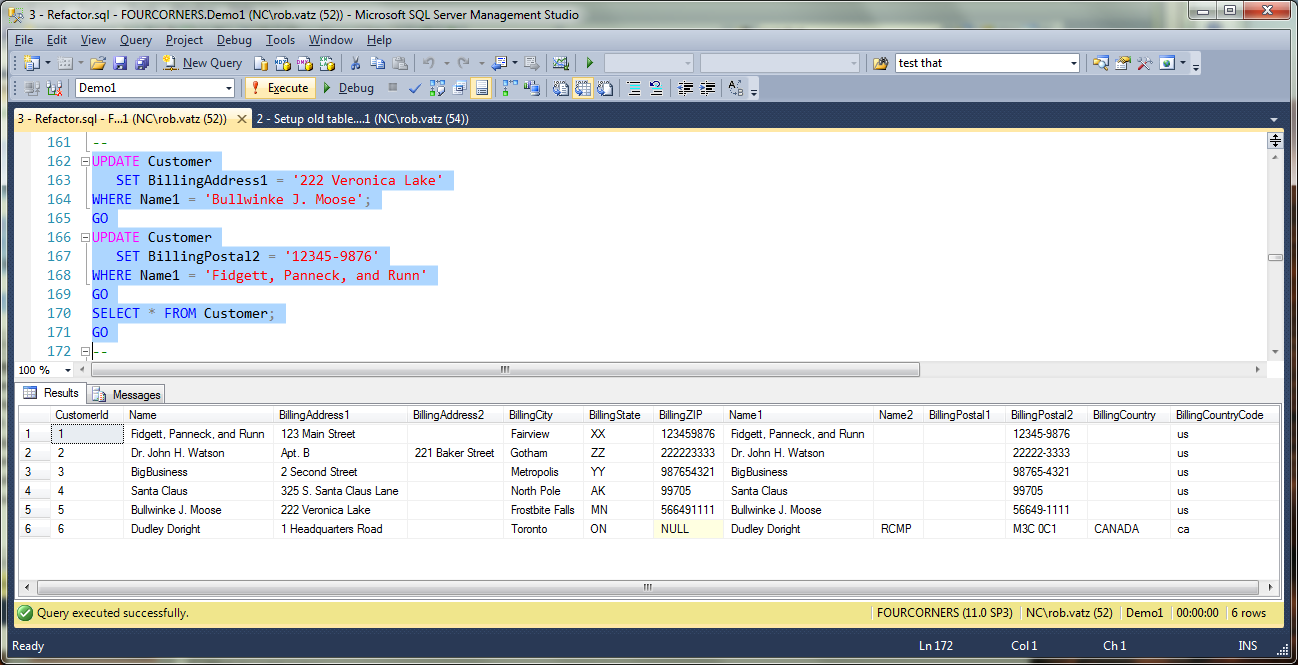 3 - Refactor.sql - FOURCORNERS.Demo1 (NC\rob.vatz (52)) - Microsoft SQL Server Management Studio
File Edit View Query Project Debug Tools Window Help
New Query test that
Demo1 Execute Debug
3 - Refactor.sql - F...1 (NC\rob.vatz (52)) 2 - Setup old table....1 (NC\rob.vatz (54))
161 --
162 UPDATE Customer
163 SET BillingAddress1 = '222 Veronica Lake'
164 WHERE Name1 = 'Bullwinke J. Moose';
165 GO
166 UPDATE Customer
167 SET BillingPostal2 = '12345-9876'
168 WHERE Name1 = 'Fidgett, Panneck, and Runn'
169 GO
170 SELECT * FROM Customer;
171 GO
172 --
100 %
Results Messages
CustomerId Name BillingAddress1 BillingAddress2 BillingCity BillingState BillingZIP Name1 Name2 BillingPostal1 BillingPostal2 BillingCountry BillingCountryCode
1 1 Fidgett, Panneck, and Runn 123 Main Street Fairview XX 123459876 Fidgett, Panneck, and Runn 12345-9876 us
2 2 Dr. John H. Watson Apt. B 221 Baker Street Gotham ZZ 222223333 Dr. John H. Watson 22222-3333 us
3 3 BigBusiness 2 Second Street Metropolis YY 987654321 BigBusiness 98765-4321 us
4 4 Santa Claus 325 S. Santa Claus Lane North Pole AK 99705 Santa Claus 99705 us
5 5 Bullwinke J. Moose 222 Veronica Lake Frostbite Falls MN 566491111 Bullwinke J. Moose 56649-1111 us
6 6 Dudley Doright 1 Headquarters Road Toronto ON NULL Dudley Doright RCMP M3C 0C1 CANADA ca
Query executed successfully. FOURCORNERS (11.0 SP3) NC\rob.vatz (52) Demo1 00:00:00 6 rows
Ready Ln 172 Col 1 Ch 1 INS